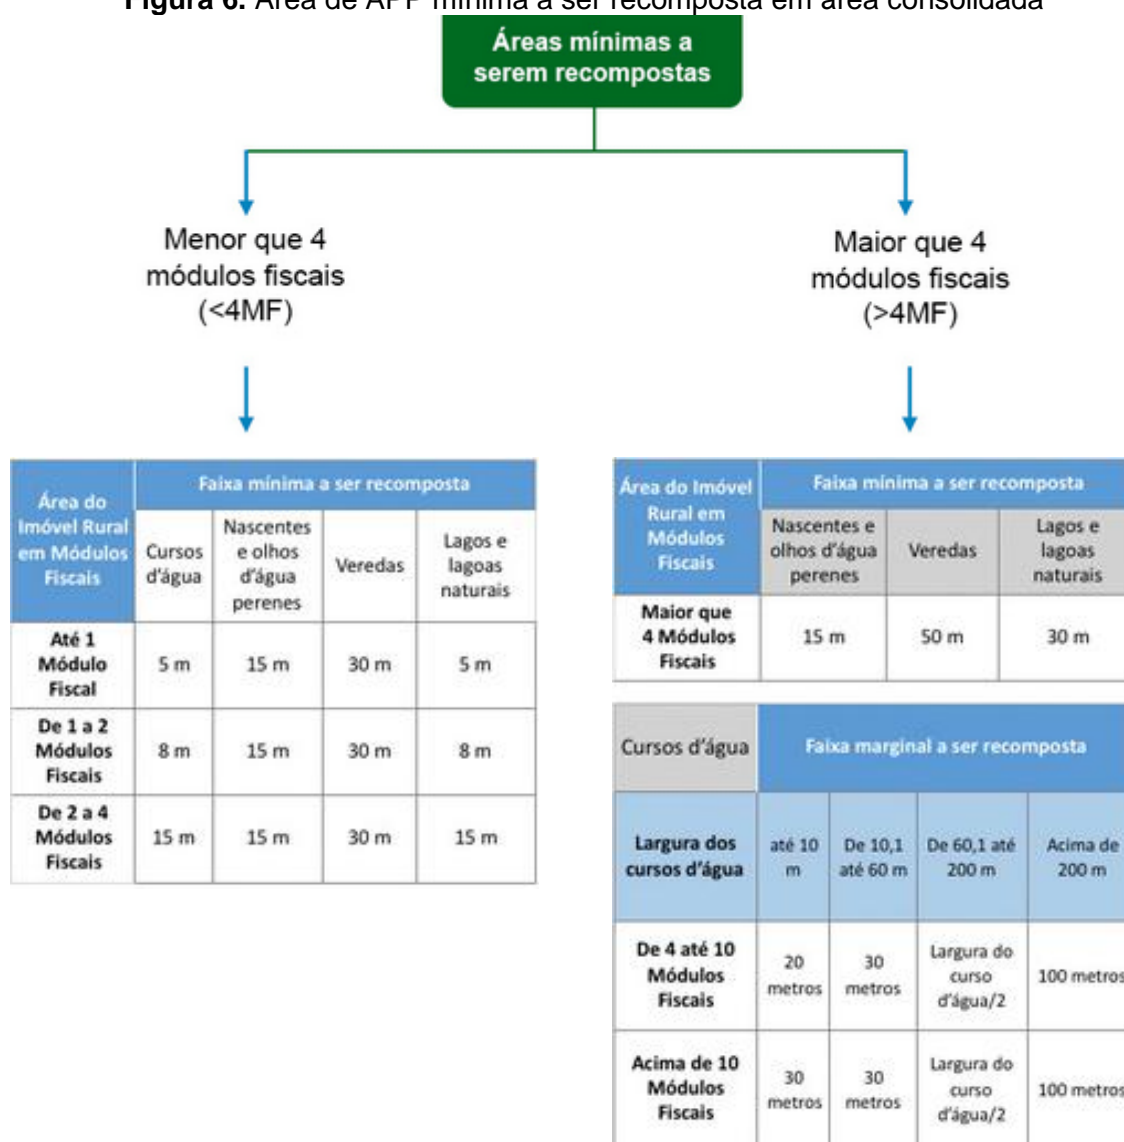 Figura 6. Área de APP mínima a ser recomposta em área consolidada
Áreas mínimas a
serem recompostas
Menor que 4
módulos fiscais
(<4MF)
Maior que 4
módulos fiscais
(>4MF)
Área do
Imóvel Rural
em Módulos
Fiscais
Faixa mínima a ser recomposta
Cursos
d'água
Nascentes
e olhos
d'água
perenes
Veredas
Lagos e
lagoas
naturais
Até 1
Módulo
Fiscal
5 m
15 m
30 m
5 m
De 1 a 2
Módulos
Fiscais
8 m
15 m
30 m
8 m
De 2 a 4
Módulos
Fiscais
15 m
15 m
30 m
15 m
Área do Imóvel
Rural em
Módulos
Fiscais
Faixa mínima a ser recomposta
Nascentes e
olhos d'água
perenes
Veredas
Lagos e
lagoas
naturais
Maior que
4 Módulos
Fiscais
15 m
50 m
30 m
Cursos d'água
Faixa marginal a ser recomposta
Largura dos
cursos d'água
até 10
m
De 10,1
até 60 m
De 60,1 até
200 m
Acima de
200 m
De 4 até 10
Módulos
Fiscais
20
metros
30
metros
Largura do
curso
d'água/2
100 metros
Acima de 10
Módulos
Fiscais
30
metros
30
metros
Largura do
curso
d'água/2
100 metros